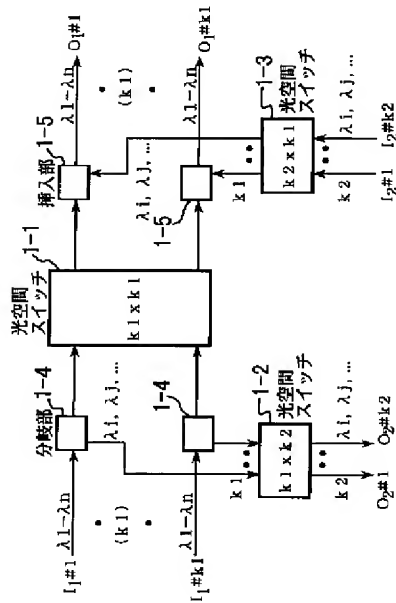 I₁#1
λ1−λn
分岐部
1-4
λi, λj, …
(k1)
I₁#k1
λ1−λn
1-4
k1
k1 x k2
1-2
光空間
スイッチ
k2
λi, λj, …
O₂#1
O₂#k2
光空間
スイッチ
1-1
k1 x k1
挿入部
1-5
λ1−λn
O₁#1
λi, λj, …
(k1)
λ1−λn
O₁#k1
1-5
k1
k2 x k1
1-3
光空間
スイッチ
k2
λi, λj, …
I₂#1
I₂#k2